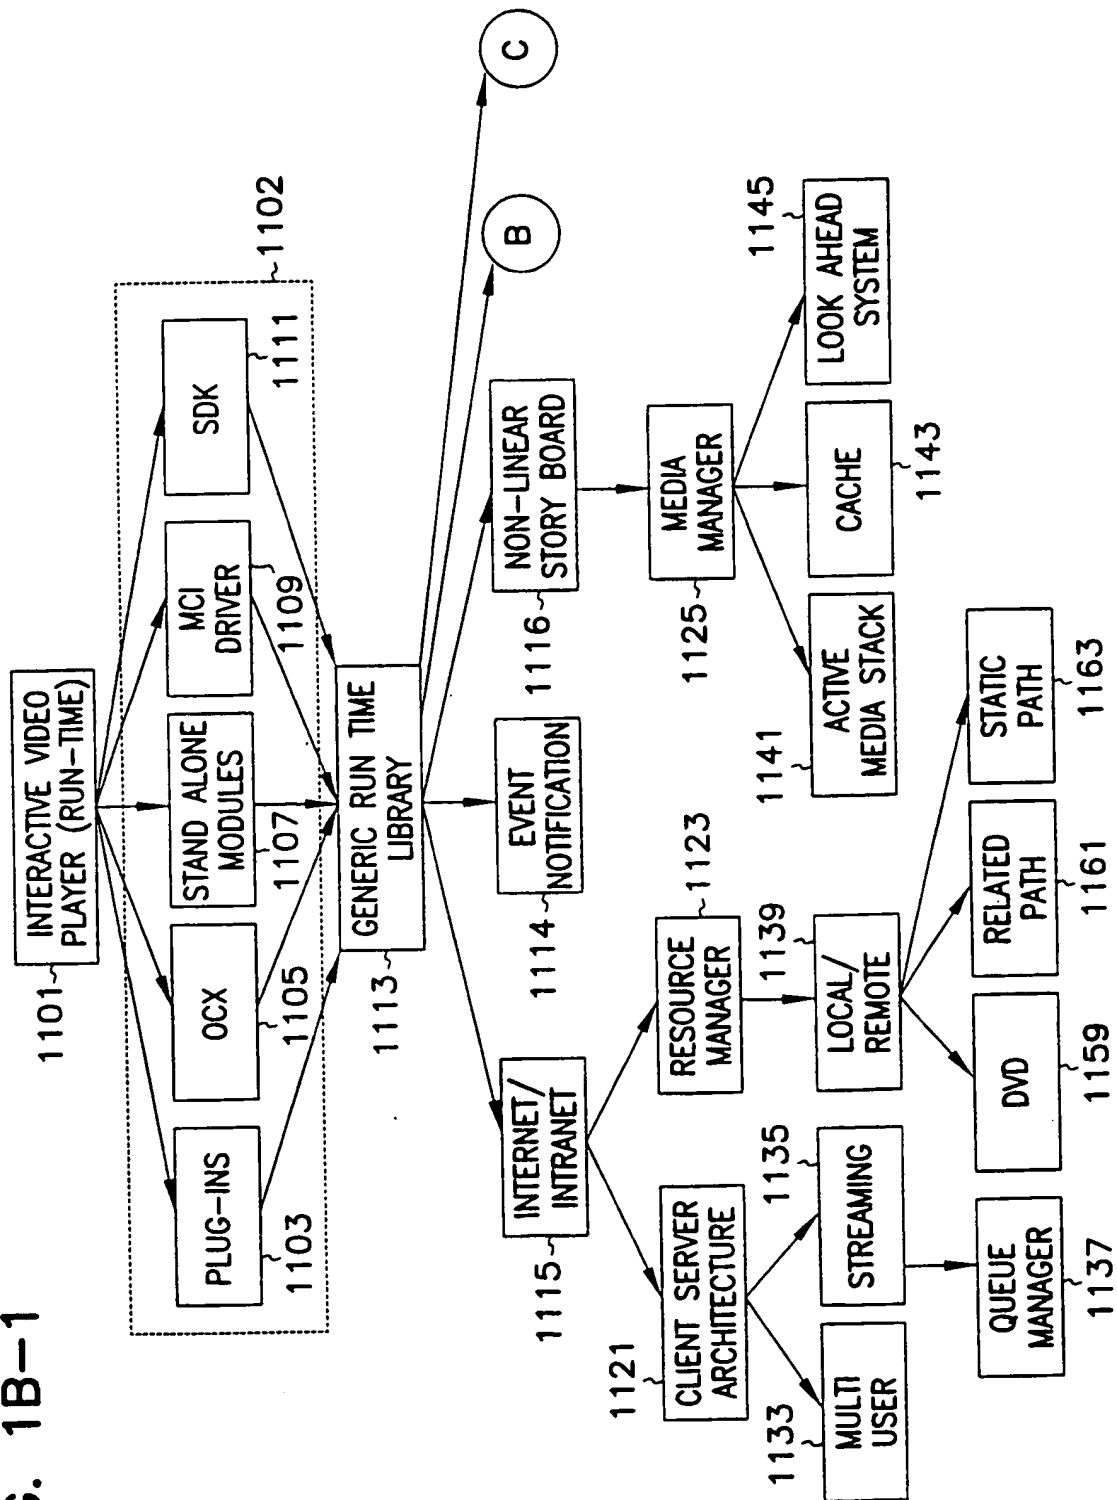 G. 1B-1
INTERACTIVE VIDEO
PLAYER (RUN-TIME)
1101
1102
PLUG-INS
1103
OCX
1105
STAND ALONE
MODULES
1107
MCI
DRIVER
1109
SDK
1111
GENERIC RUN TIME
LIBRARY
1113
B
C
INTERNET/
INTRANET
1115
EVENT
NOTIFICATION
1114
NON-LINEAR
STORY BOARD
1116
CLIENT SERVER
ARCHITECTURE
1121
RESOURCE
MANAGER
1123
MEDIA
MANAGER
1125
MULTI
USER
1133
STREAMING
1135
LOCAL/
REMOTE
1139
ACTIVE
MEDIA STACK
1141
CACHE
1143
LOOK AHEAD
SYSTEM
1145
QUEUE
MANAGER
1137
DVD
1159
RELATED
PATH
1161
STATIC
PATH
1163